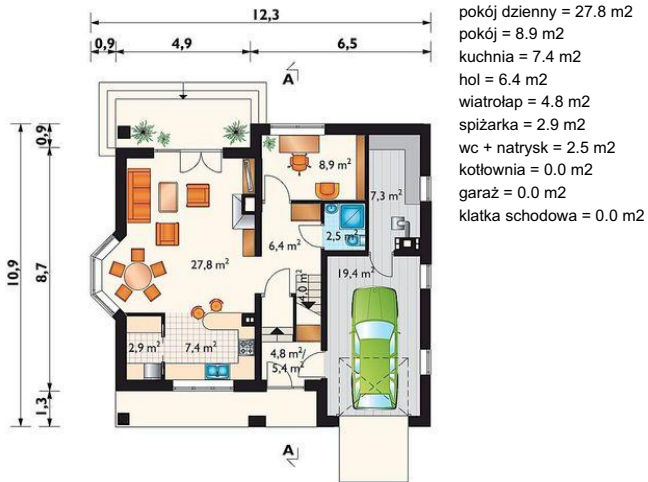 12.3
0,9
4,9
6,5
A
pokój dzienny = 27.8 m2
pokój = 8.9 m2
kuchnia = 7.4 m2
hol = 6.4 m2
wiatrołap = 4.8 m2
spiżarka = 2.9 m2
wc + natrysk = 2.5 m2
kotłownia = 0.0 m2
garaż = 0.0 m2
klatka schodowa = 0.0 m2
10,9
0,9
8,7
1,3
8,9 m²
7,3 m²
2,5 m²
6,4 m²
27,8 m²
19,4 m²
4,0 m²
2,9 m²
7,4 m²
4,8 m²/
5,4 m²
A